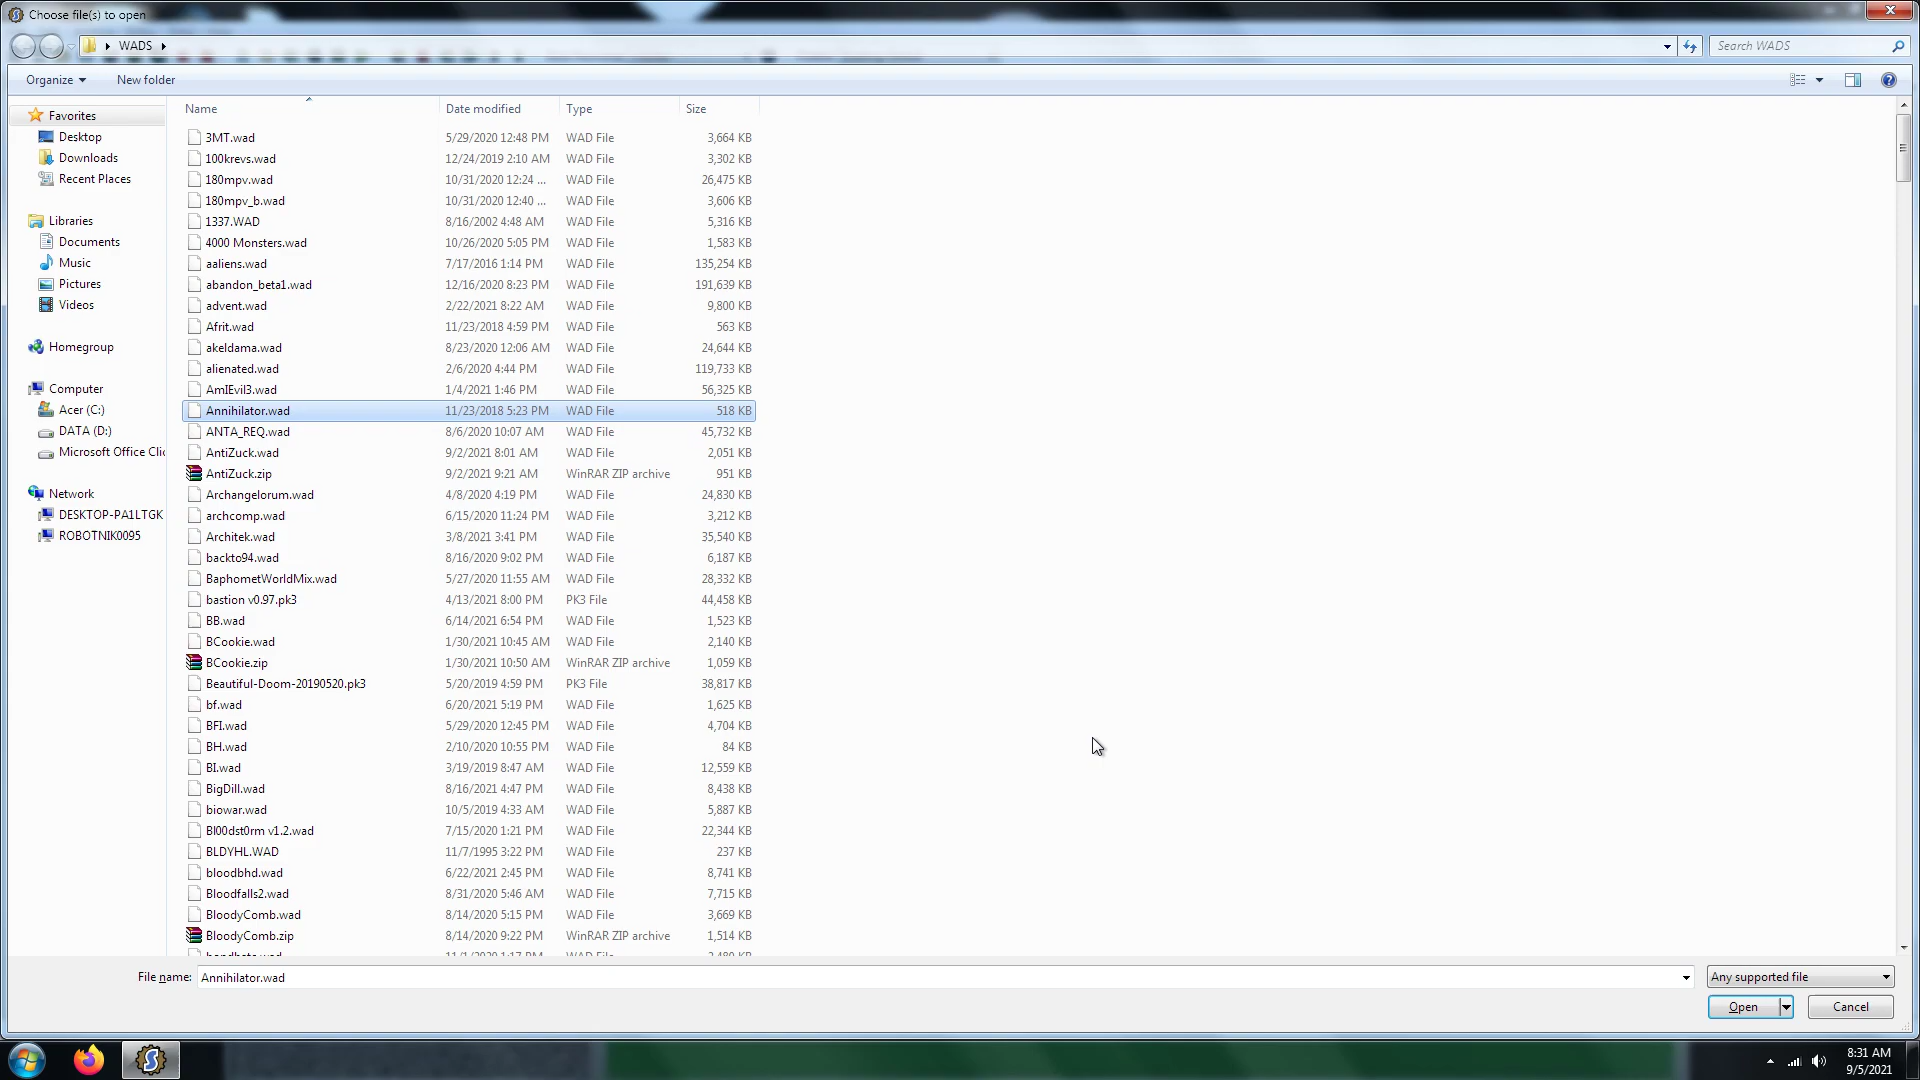 Choose file(s) to open
WADS
Search WADS
Organize
New folder
Name Date modified Type Size
Favorites
Desktop
Downloads
Recent Places
Libraries
Documents
Music
Pictures
Videos
Homegroup
Computer
Acer (C:)
DATA (D:)
Microsoft Office Clic
Network
DESKTOP-PA1LTGK
ROBOTNIK0095
3MT.wad 5/29/2020 12:48 PM WAD File 3,664 KB
100krevs.wad 12/24/2019 2:10 AM WAD File 3,302 KB
180mpv.wad 10/31/2020 12:24 ... WAD File 26,475 KB
180mpv_b.wad 10/31/2020 12:40 ... WAD File 3,606 KB
1337.WAD 8/16/2002 4:48 AM WAD File 5,316 KB
4000 Monsters.wad 10/26/2020 5:05 PM WAD File 1,583 KB
aaliens.wad 7/17/2016 1:14 PM WAD File 135,254 KB
abandon_beta1.wad 12/16/2020 8:23 PM WAD File 191,639 KB
advent.wad 2/22/2021 8:22 AM WAD File 9,800 KB
Afrit.wad 11/23/2018 4:59 PM WAD File 563 KB
akeldama.wad 8/23/2020 12:06 AM WAD File 24,644 KB
alienated.wad 2/6/2020 4:44 PM WAD File 119,733 KB
AmIEvil3.wad 1/4/2021 1:46 PM WAD File 56,325 KB
Annihilator.wad 11/23/2018 5:23 PM WAD File 518 KB
ANTA_REQ.wad 8/6/2020 10:07 AM WAD File 45,732 KB
AntiZuck.wad 9/2/2021 8:01 AM WAD File 2,051 KB
AntiZuck.zip 9/2/2021 9:21 AM WinRAR ZIP archive 951 KB
Archangelorum.wad 4/8/2020 4:19 PM WAD File 24,830 KB
archcomp.wad 6/15/2020 11:24 PM WAD File 3,212 KB
Architek.wad 3/8/2021 3:41 PM WAD File 35,540 KB
backto94.wad 8/16/2020 9:02 PM WAD File 6,187 KB
BaphometWorldMix.wad 5/27/2020 11:55 AM WAD File 28,332 KB
bastion v0.97.pk3 4/13/2021 8:00 PM PK3 File 44,458 KB
BB.wad 6/14/2021 6:54 PM WAD File 1,523 KB
BCookie.wad 1/30/2021 10:45 AM WAD File 2,140 KB
BCookie.zip 1/30/2021 10:50 AM WinRAR ZIP archive 1,059 KB
Beautiful-Doom-20190520.pk3 5/20/2019 4:59 PM PK3 File 38,817 KB
bf.wad 6/20/2021 5:19 PM WAD File 1,625 KB
BFI.wad 5/29/2020 12:45 PM WAD File 4,704 KB
BH.wad 2/10/2020 10:55 PM WAD File 84 KB
BI.wad 3/19/2019 8:47 AM WAD File 12,559 KB
BigDill.wad 8/16/2021 4:47 PM WAD File 8,438 KB
biowar.wad 10/5/2019 4:33 AM WAD File 5,887 KB
Bl00dst0rm v1.2.wad 7/15/2020 1:21 PM WAD File 22,344 KB
BLDYHL.WAD 11/7/1995 3:22 PM WAD File 237 KB
bloodbhd.wad 6/22/2021 2:45 PM WAD File 8,741 KB
Bloodfalls2.wad 8/31/2020 5:46 AM WAD File 7,715 KB
BloodyComb.wad 8/14/2020 5:15 PM WAD File 3,669 KB
BloodyComb.zip 8/14/2020 9:22 PM WinRAR ZIP archive 1,514 KB
File name: Annihilator.wad
Any supported file
Open
Cancel
8:31 AM
9/5/2021